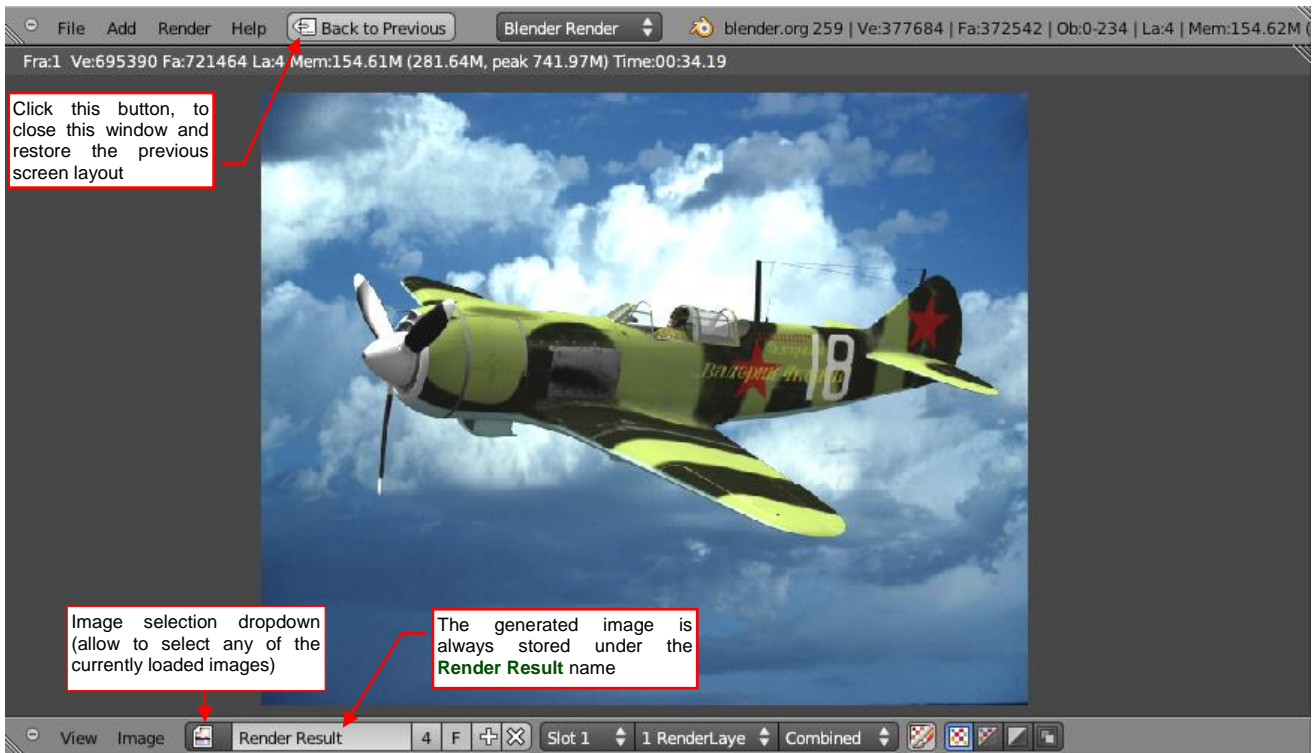 File Add Render Help Back to Previous Blender Render blender.org 259 | Ve:377684 | Fa:372542 | Ob:0-234 | La:4 | Mem:154.62M (
Fra:1 Ve:695390 Fa:721464 La:4 Mem:154.61M (281.64M, peak 741.97M) Time:00:34.19
Click this button, to
close this window and
restore the previous
screen layout
18
Image selection dropdown
(allow to select any of the
currently loaded images)
The generated image is
always stored under the
Render Result name
View Image Render Result 4 F Slot 1 1 RenderLaye Combined